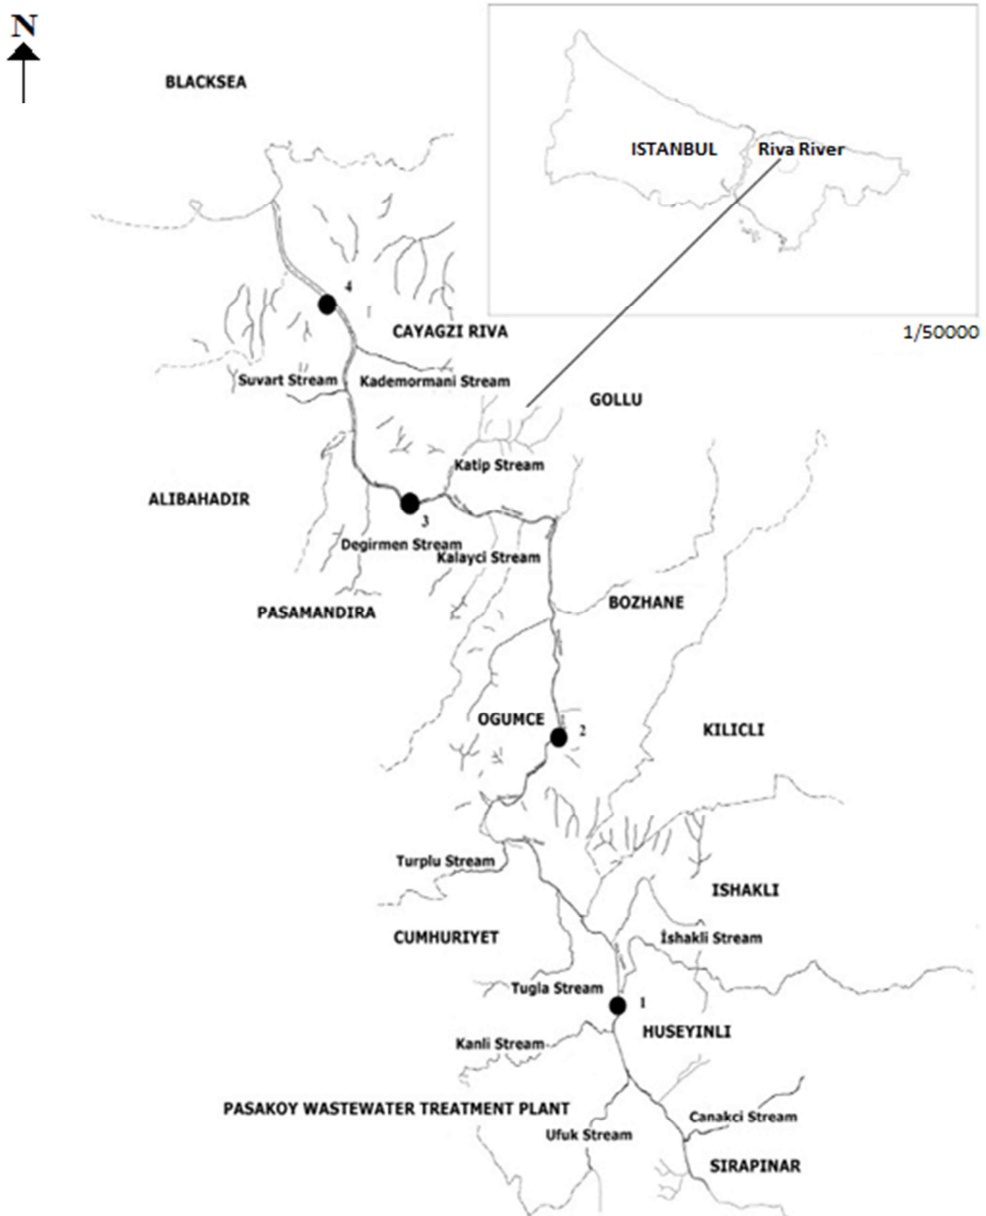 N
BLACKSEA
ISTANBUL
Riva River
1/50000
4
CAYAGZI RIVA
Suvart Stream
Kademormani Stream
GOLLU
Katip Stream
ALIBAHADIR
3
Degirmen Stream
Kalayci Stream
PASAMANDIRA
BOZHANE
OGUMCE
2
KILICLI
Turplu Stream
ISHAKLI
CUMHURIYET
İshakli Stream
Tugla Stream
1
HUSEYINLI
Kanli Stream
PASAKOY WASTEWATER TREATMENT PLANT
Canakci Stream
Ufuk Stream
SIRAPINAR